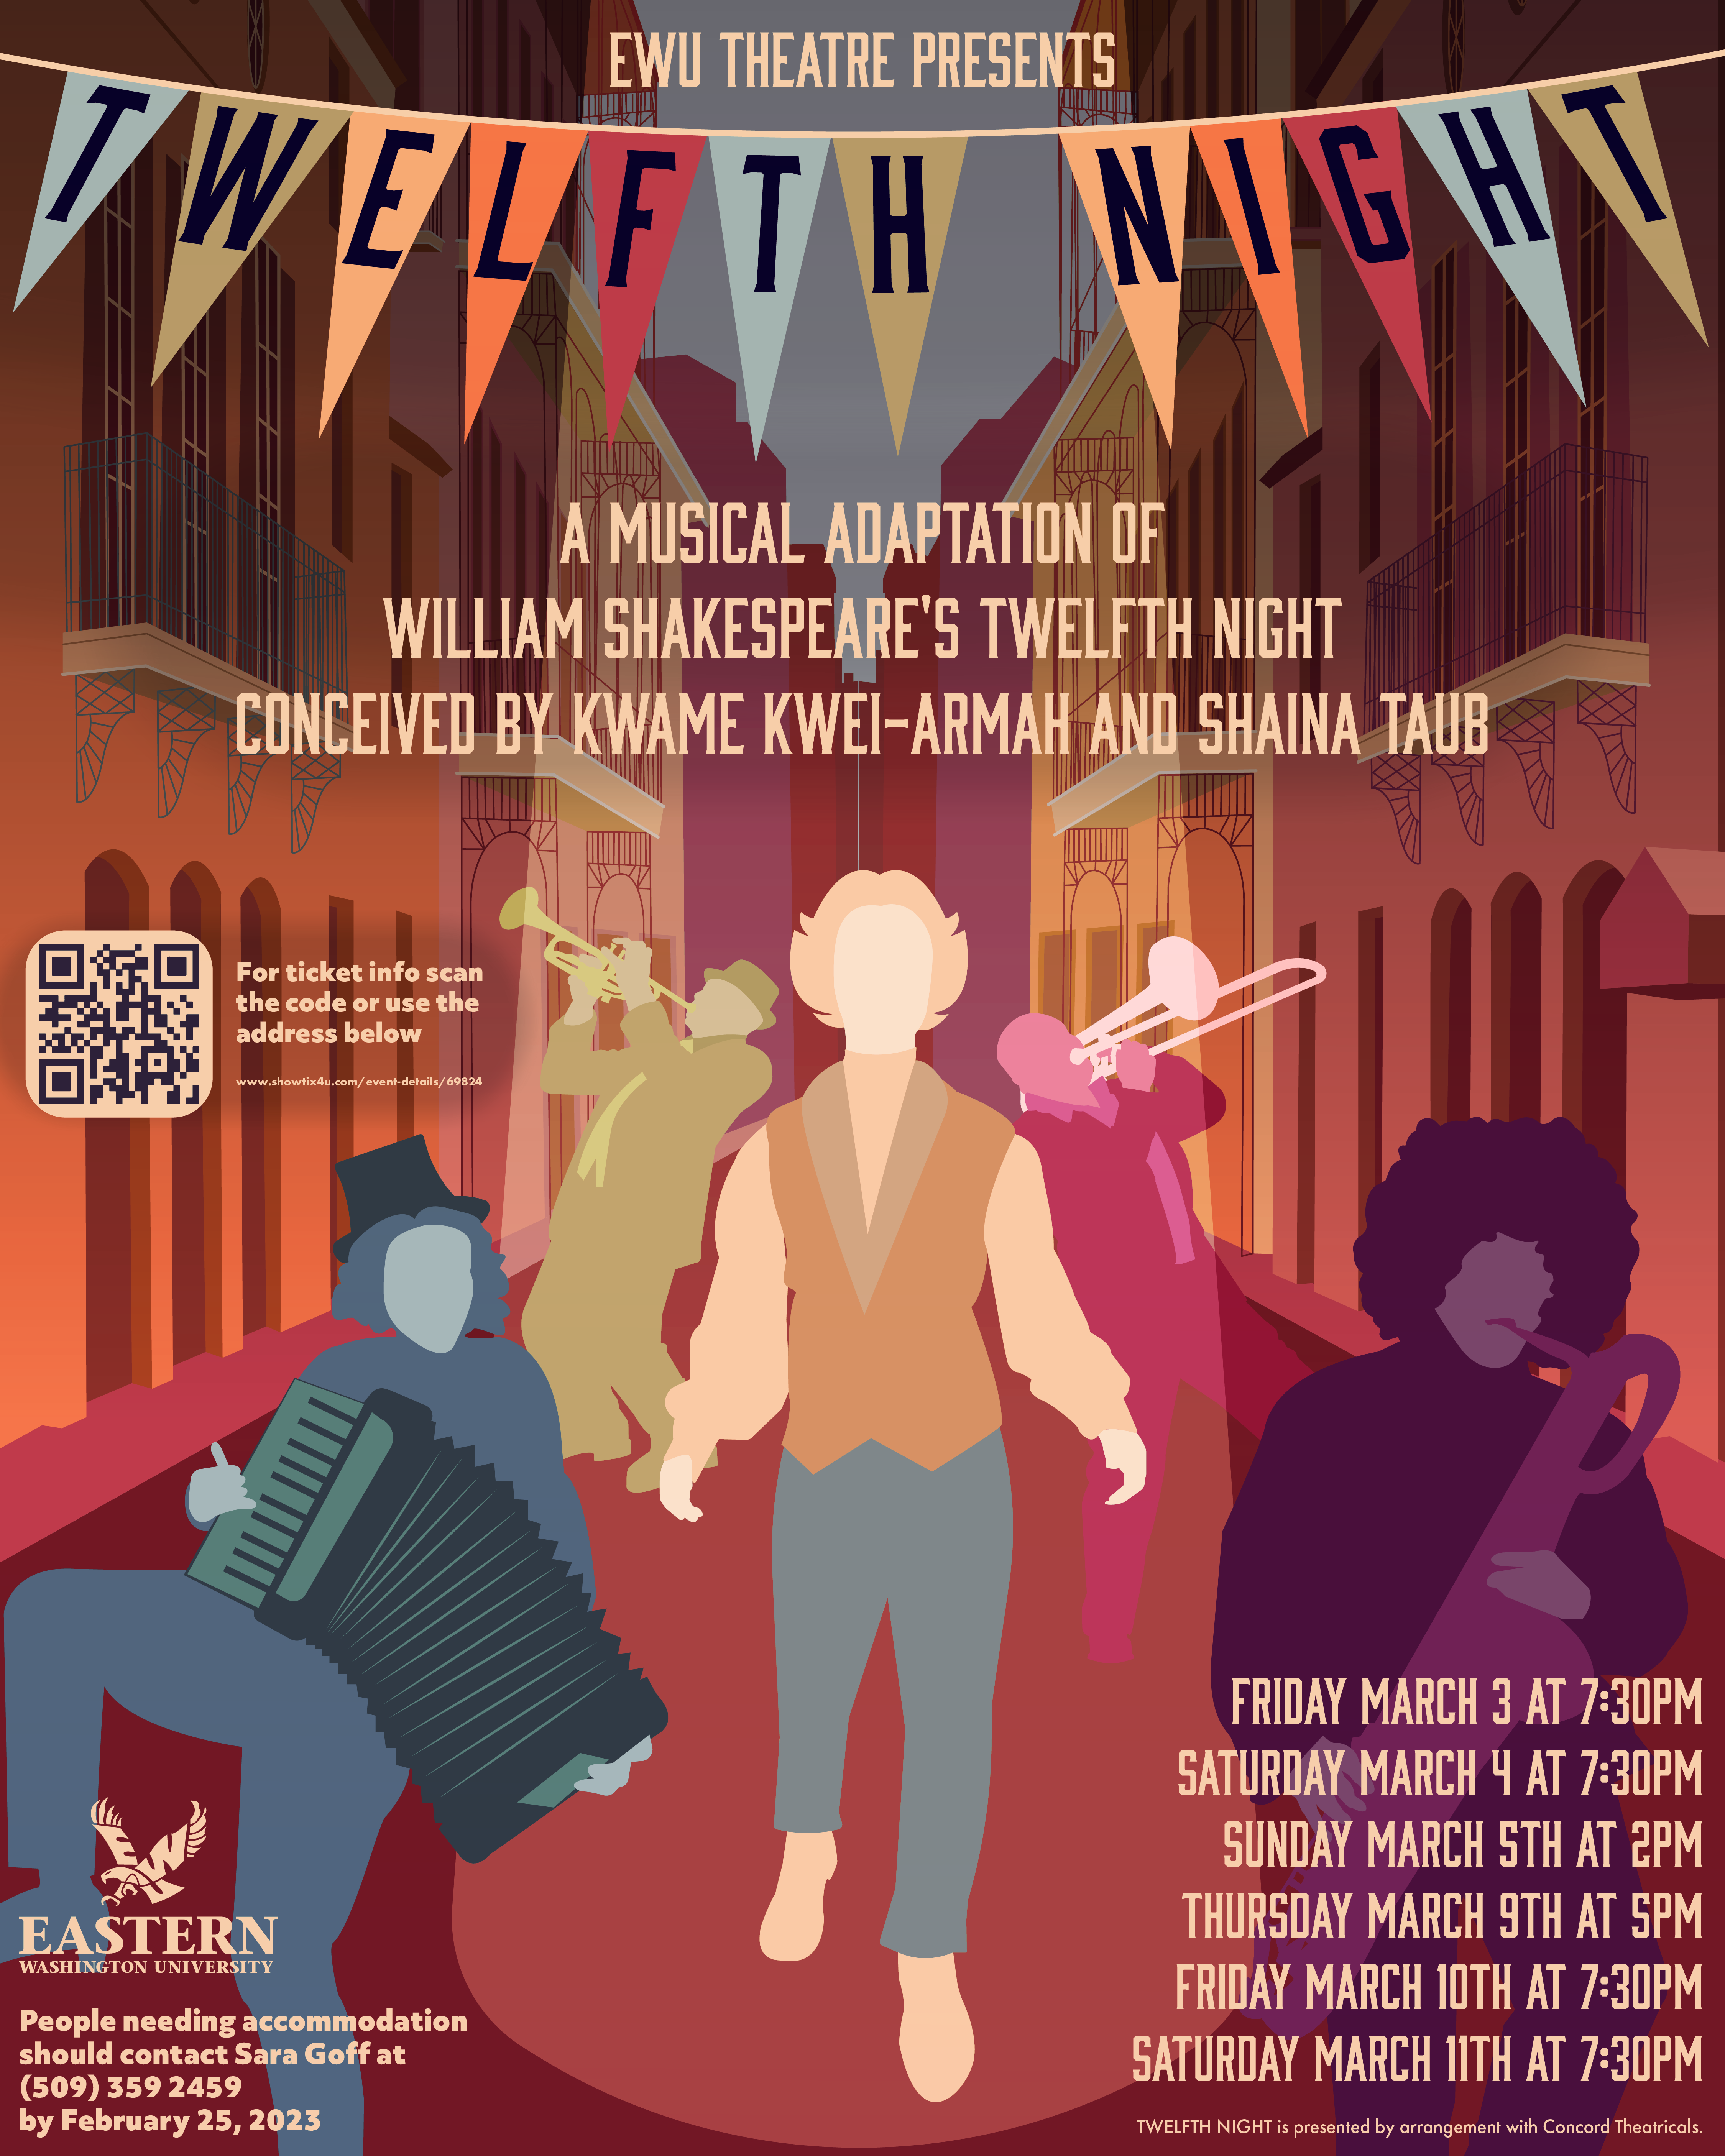 EWU THEATRE PRESENTS
TWELFTH NIGHT
A MUSICAL ADAPTATION OF
WILLIAM SHAKESPEARE'S TWELFTH NIGHT
CONCEIVED BY KWAME KWEI-ARMAH AND SHAINA TAUB
For ticket info scan
the code or use the
address below
www.showtix4u.com/event-details/69824
FRIDAY MARCH 3 AT 7:30PM
SATURDAY MARCH 4 AT 7:30PM
SUNDAY MARCH 5TH AT 2PM
THURSDAY MARCH 9TH AT 5PM
FRIDAY MARCH 10TH AT 7:30PM
SATURDAY MARCH 11TH AT 7:30PM
EWU
EASTERN
WASHINGTON UNIVERSITY
People needing accommodation
should contact Sara Goff at
(509) 359 2459
by February 25, 2023
TWELFTH NIGHT is presented by arrangement with Concord Theatricals.